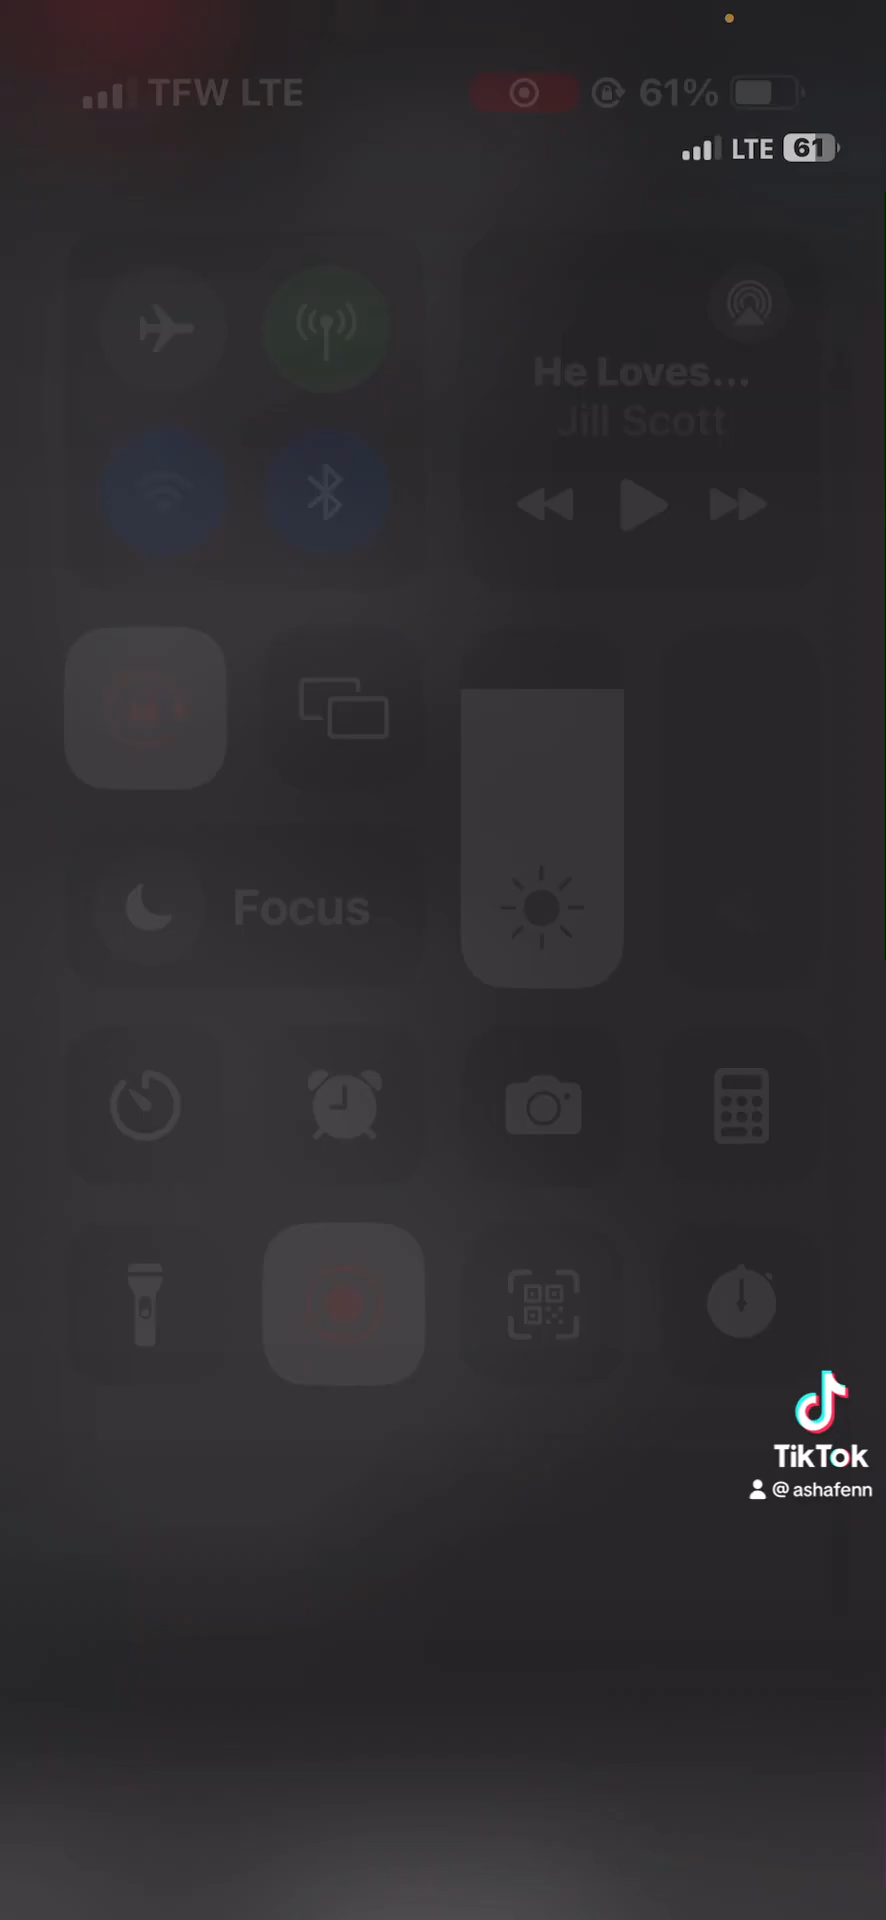 TFW LTE 61%
LTE 61
He Loves...
Jill Scott
Focus
TikTok
@ashafenn